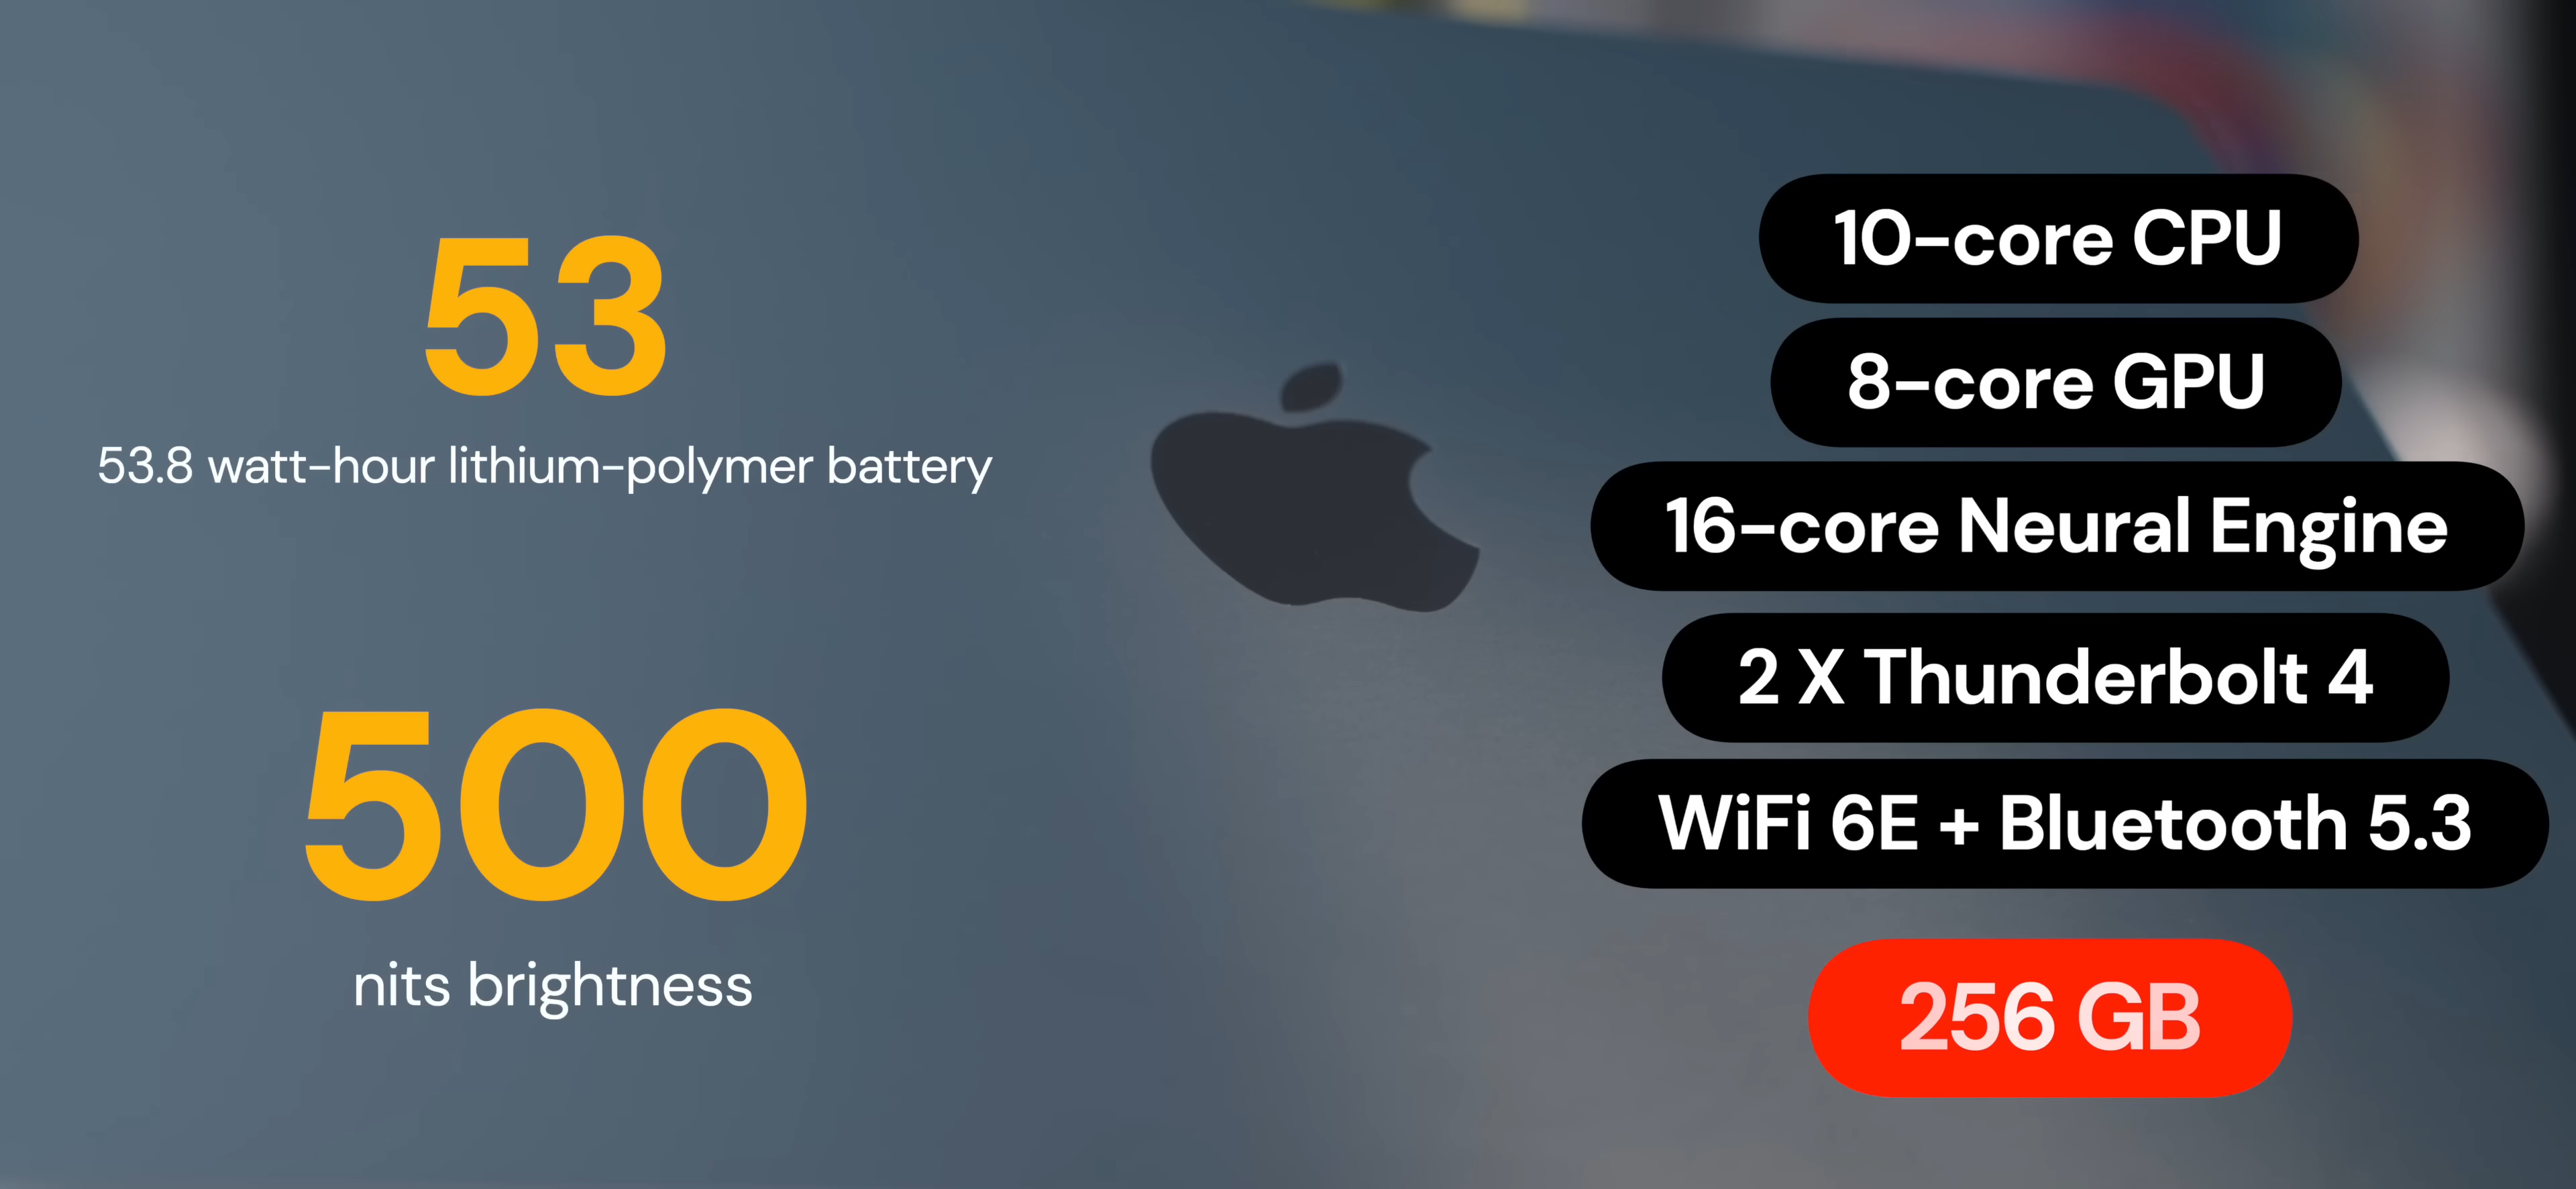 53
53.8 watt-hour lithium-polymer battery
500
nits brightness
10-core CPU
8-core GPU
16-core Neural Engine
2 X Thunderbolt 4
WiFi 6E + Bluetooth 5.3
256 GB